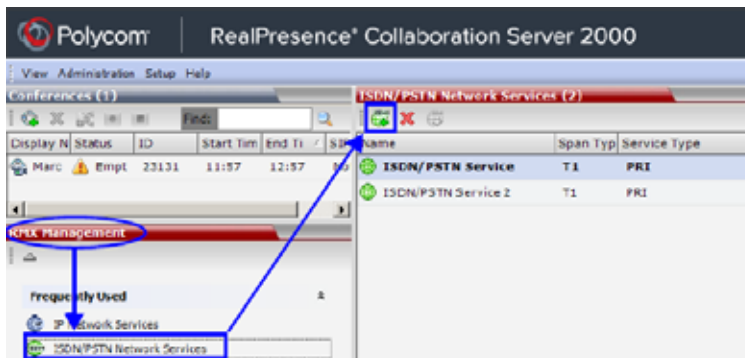 Polycom
RealPresence® Collaboration Server 2000
View Administration Setup Help
Conferences (1)
Find:
Display N Status ID Start Tim End Ti SIP
Marc Empt 23131 11:57 12:57 No
RMX Management
Frequently Used
IP Network Services
ISDN/PSTN Network Services
ISDN/PSTN Network Services (2)
Name Span Typ Service Type
ISDN/PSTN Service T1 PRI
ISDN/PSTN Service 2 T1 PRI